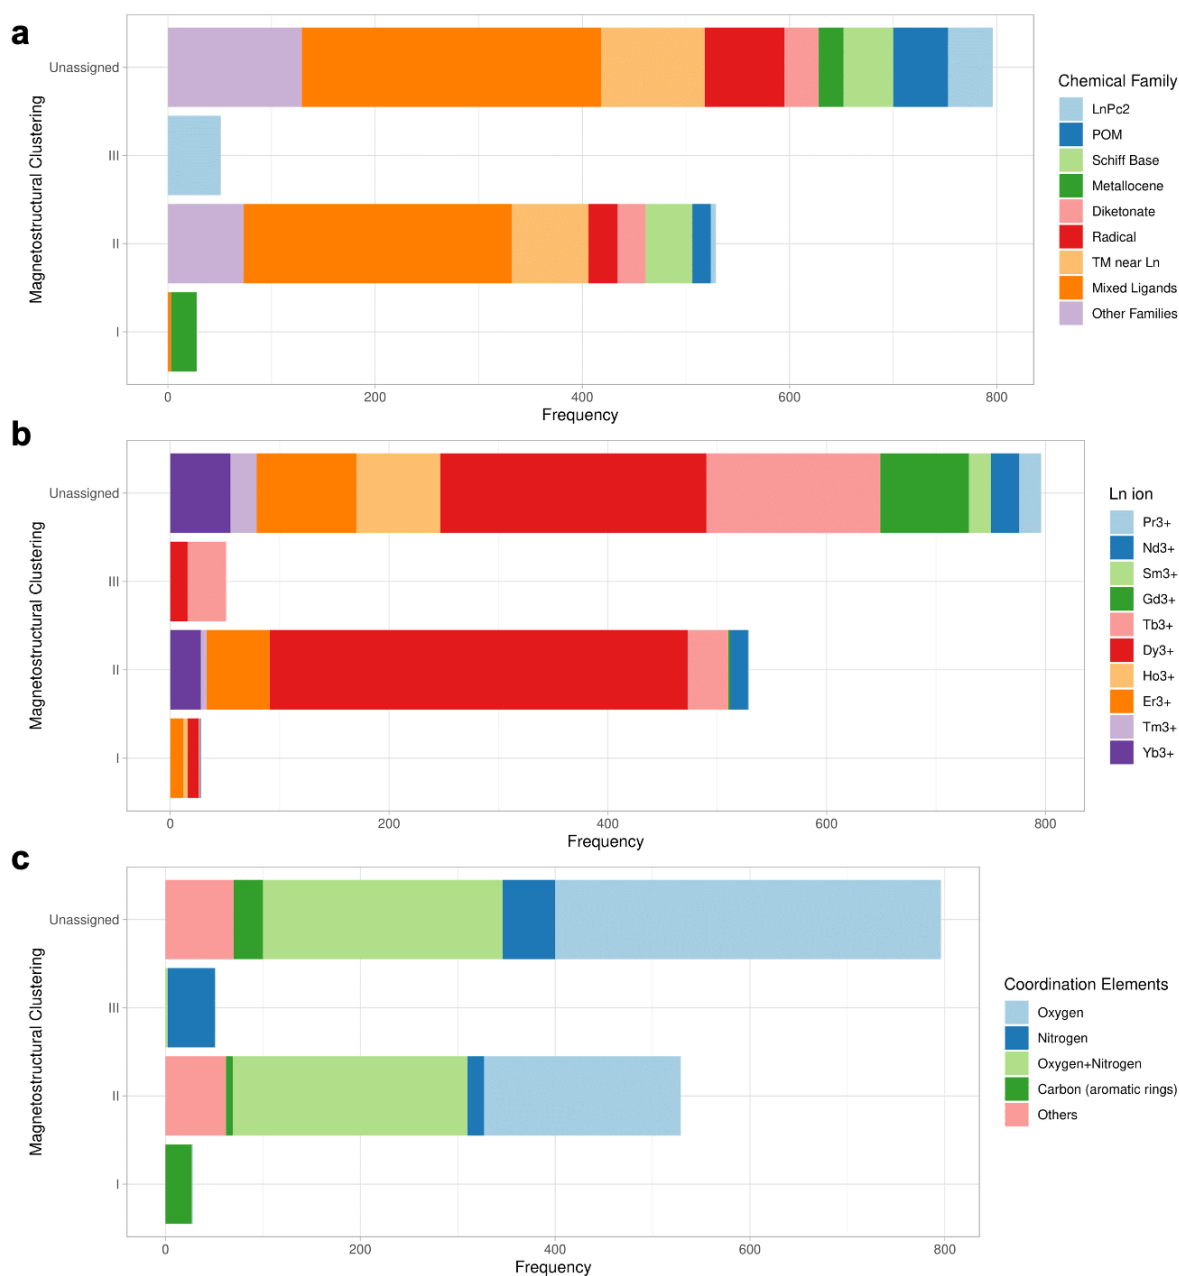 a
Unassigned
III
II
I
Magnetostructural Clustering
0 200 400 600 800
Frequency
Chemical Family
LnPc2
POM
Schiff Base
Metallocene
Diketonate
Radical
TM near Ln
Mixed Ligands
Other Families
b
Unassigned
III
II
I
Magnetostructural Clustering
0 200 400 600 800
Frequency
Ln ion
Pr3+
Nd3+
Sm3+
Gd3+
Tb3+
Dy3+
Ho3+
Er3+
Tm3+
Yb3+
c
Unassigned
III
II
I
Magnetostructural Clustering
0 200 400 600 800
Frequency
Coordination Elements
Oxygen
Nitrogen
Oxygen+Nitrogen
Carbon (aromatic rings)
Others